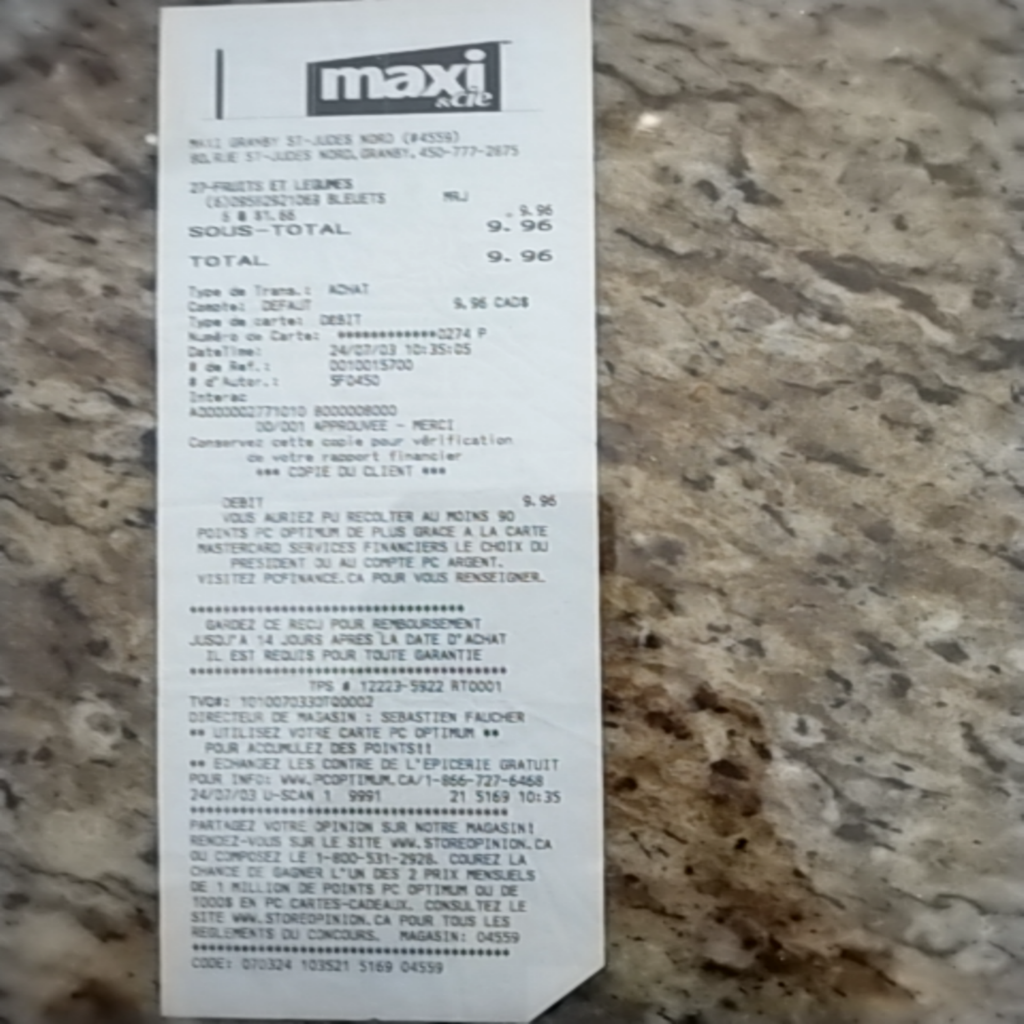 maxi
&cie
MAXI GRANBY ST-JUDES NORD (#4559)
80, RUE ST-JUDES NORD, GRANBY, 450-777-2875
27-FRUITS ET LEGUMES
BLEUETS MRJ
6 @ $1.66 9.96
SOUS-TOTAL 9.96
TOTAL 9.96
Type de Trans.: ACHAT
Compte: DEFAUT 9.96 CAD$
Type de carte: DEBIT
Numéro de Carte: ************0274 P
DateTime: 24/07/03 10:35:05
# de Ref.: 0010015700
# d'Autor.: 5F0450
Interac
A0000002771010 8000008000
00/001 APPROUVEE - MERCI
Conservez cette copie pour vérification
de votre rapport financier
*** COPIE DU CLIENT ***
DEBIT 9.96
VOUS AURIEZ PU RECOLTER AU MOINS 90
POINTS PC OPTIMUM DE PLUS GRACE A LA CARTE
MASTERCARD SERVICES FINANCIERS LE CHOIX DU
PRESIDENT OU AU COMPTE PC ARGENT.
VISITEZ PCFINANCE.CA POUR VOUS RENSEIGNER.
********************************
GARDEZ CE RECU POUR REMBOURSEMENT
JUSQU'A 14 JOURS APRES LA DATE D'ACHAT
IL EST REQUIS POUR TOUTE GARANTIE
*************************************
TPS # 12223-5922 RT0001
TVQ#: 1010070330TQ0002
DIRECTEUR DE MAGASIN : SEBASTIEN FAUCHER
** UTILISEZ VOTRE CARTE PC OPTIMUM **
POUR ACCUMULEZ DES POINTS!!
** ECHANGEZ LES CONTRE DE L'EPICERIE GRATUIT
POUR INFO: WWW.PCOPTIMUM.CA/1-866-727-6468
24/07/03 U-SCAN 1 9991 21 5169 10:35
*************************************
PARTAGEZ VOTRE OPINION SUR NOTRE MAGASIN!
RENDEZ-VOUS SUR LE SITE WWW.STOREOPINION.CA
OU COMPOSEZ LE 1-800-531-2928. COUREZ LA
CHANCE DE GAGNER L'UN DES 2 PRIX MENSUELS
DE 1 MILLION DE POINTS PC OPTIMUM OU DE
1000$ EN PC CARTES-CADEAUX. CONSULTEZ LE
SITE WWW.STOREOPINION.CA POUR TOUS LES
REGLEMENTS DU CONCOURS. MAGASIN: 04559
*************************************
CODE: 070324 103521 5169 04559